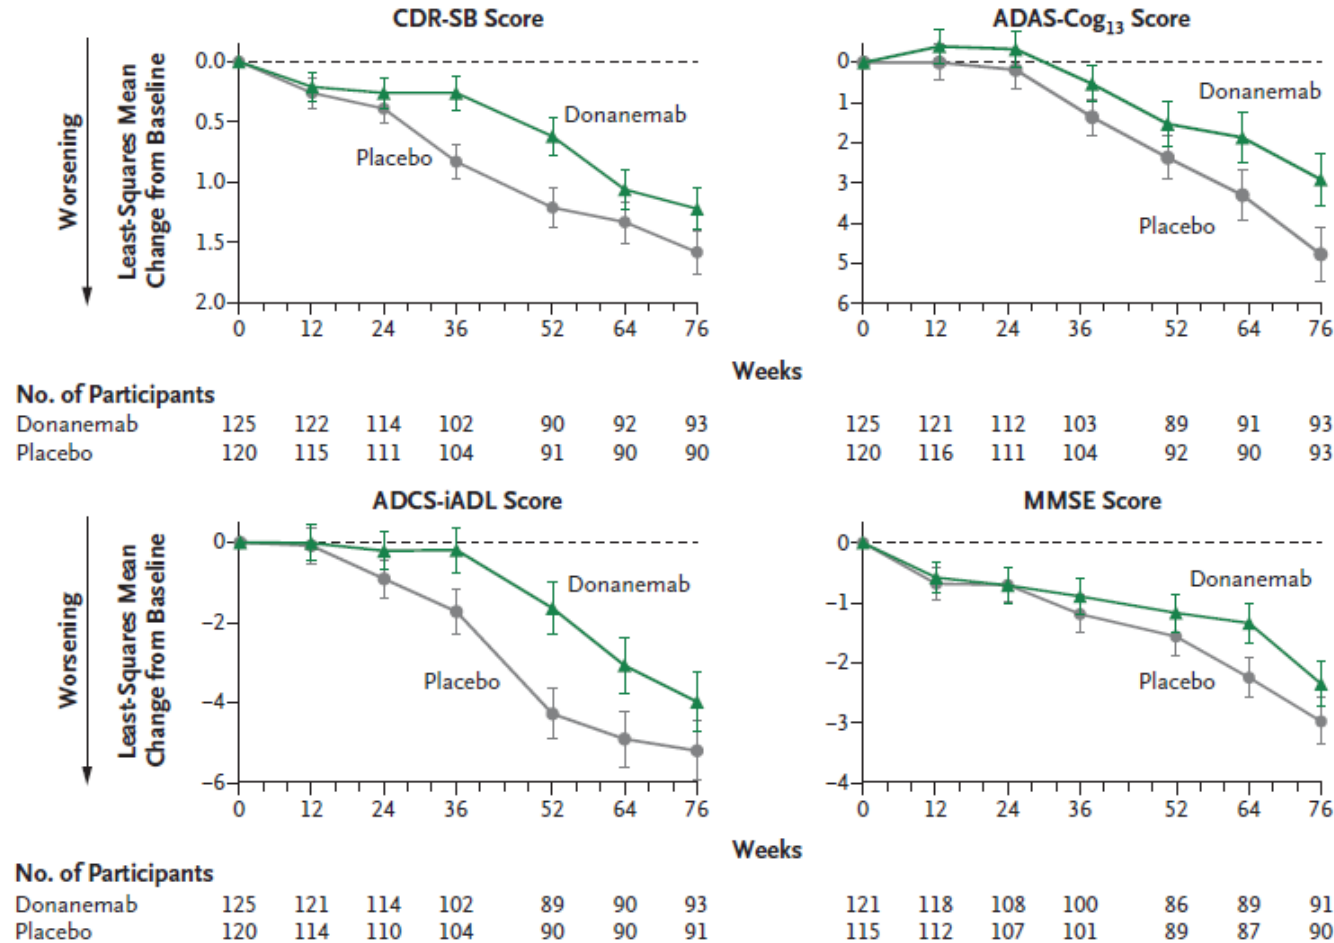 CDR-SB Score
Worsening
Least-Squares Mean
Change from Baseline
0.0
0.5
1.0
1.5
2.0
Donanemab
Placebo
0 12 24 36 52 64 76
ADAS-Cog13 Score
0
1
2
3
4
5
6
Donanemab
Placebo
0 12 24 36 52 64 76
Weeks
No. of Participants
Donanemab 125 122 114 102 90 92 93 125 121 112 103 89 91 93
Placebo 120 115 111 104 91 90 90 120 116 111 104 92 90 93
ADCS-iADL Score
Worsening
Least-Squares Mean
Change from Baseline
0
−2
−4
−6
Donanemab
Placebo
0 12 24 36 52 64 76
MMSE Score
0
−1
−2
−3
−4
Donanemab
Placebo
0 12 24 36 52 64 76
Weeks
No. of Participants
Donanemab 125 121 114 102 89 90 93 121 118 108 100 86 89 91
Placebo 120 114 110 104 90 90 91 115 112 107 101 89 87 90